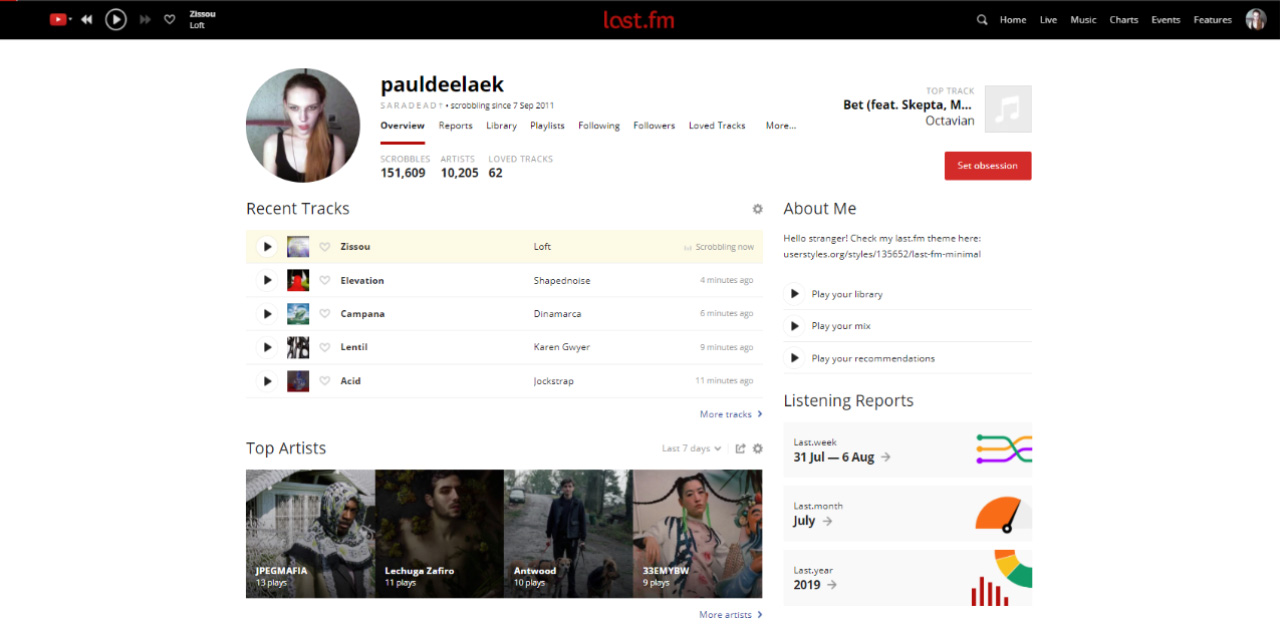 Zissou
Loft
last.fm
Home Live Music Charts Events Features
pauldeelaek
SARADEAD† • scrobbling since 7 Sep 2011
Overview Reports Library Playlists Following Followers Loved Tracks More...
SCROBBLES ARTISTS LOVED TRACKS
151,609 10,205 62
TOP TRACK
Bet (feat. Skepta, M...
Octavian
Set obsession
Recent Tracks
Zissou Loft Scrobbling now
Elevation Shapednoise 4 minutes ago
Campana Dinamarca 6 minutes ago
Lentil Karen Gwyer 9 minutes ago
Acid Jockstrap 11 minutes ago
More tracks
Top Artists
Last 7 days
JPEGMAFIA
13 plays
Lechuga Zafiro
11 plays
Antwood
10 plays
33EMYBW
9 plays
More artists
About Me
Hello stranger! Check my last.fm theme here:
userstyles.org/styles/135652/last-fm-minimal
Play your library
Play your mix
Play your recommendations
Listening Reports
Last.week
31 Jul — 6 Aug
Last.month
July
Last.year
2019